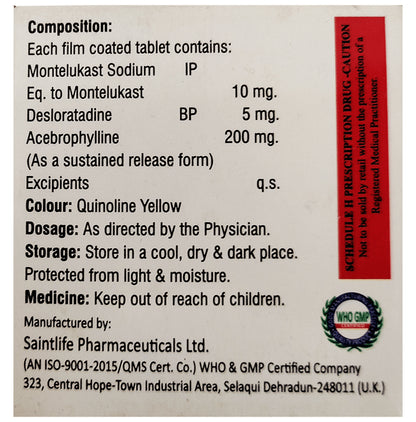 Composition:
Each film coated tablet contains:
Montelukast Sodium IP
Eq. to Montelukast 10 mg.
Desloratadine BP 5 mg.
Acebrophylline 200 mg.
(As a sustained release form)
Excipients q.s.
Colour: Quinoline Yellow
Dosage: As directed by the Physician.
Storage: Store in a cool, dry & dark place.
Protected from light & moisture.
Medicine: Keep out of reach of children.
Manufactured by:
Saintlife Pharmaceuticals Ltd.
(AN ISO-9001-2015/QMS Cert. Co.) WHO & GMP Certified Company
323, Central Hope-Town Industrial Area, Selaqui Dehradun-248011 (U.K.)
SCHEDULE H PRESCRIPTION DRUG -CAUTION
Not to be sold by retail without the prescription of a
Registered Medical Practitioner.
WHO GMP
CERTIFIED